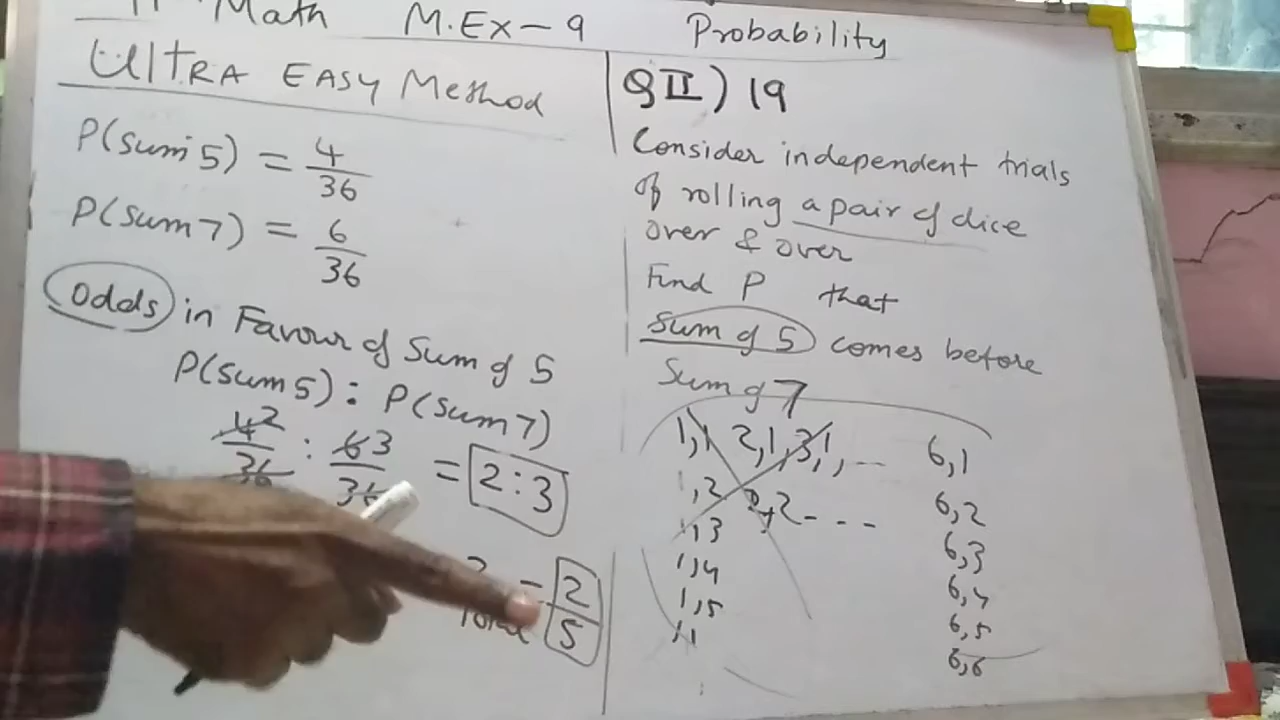 Math M.Ex-9 Probability
ULTRA EASY Method
P(sum 5) = 4/36
P(sum 7) = 6/36
Odds in Favour of Sum of 5
P(sum 5) : P(sum 7)
4 2/36 : 6 3/36 = 2:3
= 2/5
Q II) 19
Consider independent trials
of rolling a pair of dice
over & over
Find P that
Sum of 5 comes before
Sum of 7
1,1 2,1, 3,1, ... 6,1
1,2 2,2 - - - 6,2
1,3 6,3
1,4 6,4
1,5 6,5
6,6